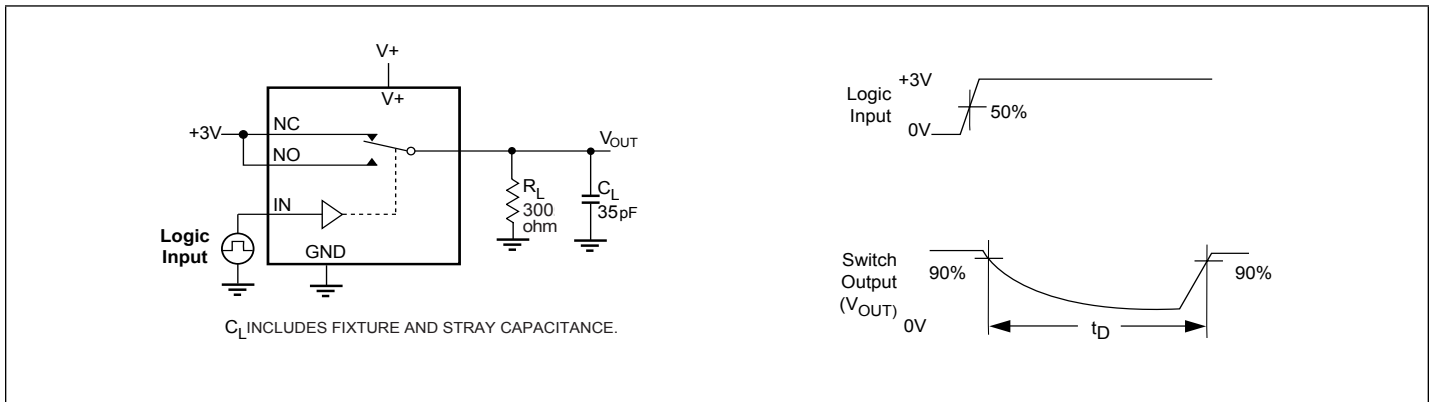 V+
V+
+3V
NC
NO
V_OUT
R_L
300
ohm
C_L
35pF
IN
Logic
Input
GND
C_L INCLUDES FIXTURE AND STRAY CAPACITANCE.
Logic
Input
+3V
50%
0V
Switch
Output
(V_OUT)
90%
90%
0V
t_D